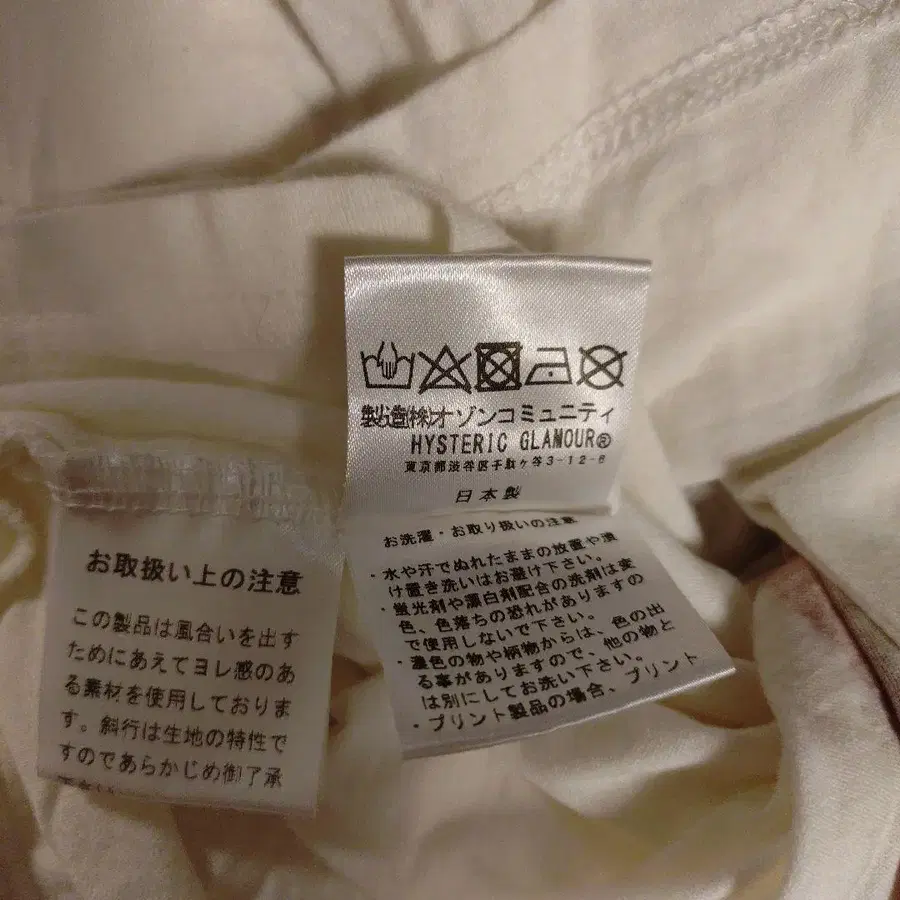 製造(株)オゾンコミュニティ
HYSTERIC GLAMOUR®
東京都渋谷区千駄ヶ谷3-12-8
日本製
お洗濯・お取り扱いの注意
・水や汗でぬれたままの放置や漬
け置き洗いはお避け下さい。
・蛍光剤や漂白剤配合の洗剤は変
色、色落ちの恐れがありますの
で使用しないで下さい。
・濃色の物や柄物からは、色の出
る事がありますので、他の物と
は別にしてお洗い下さい。
・プリント製品の場合、プリント
お取扱い上の注意
この製品は風合いを出す
ためにあえてヨレ感のあ
る素材を使用しておりま
す。斜行は生地の特性で
すのであらかじめ御了承